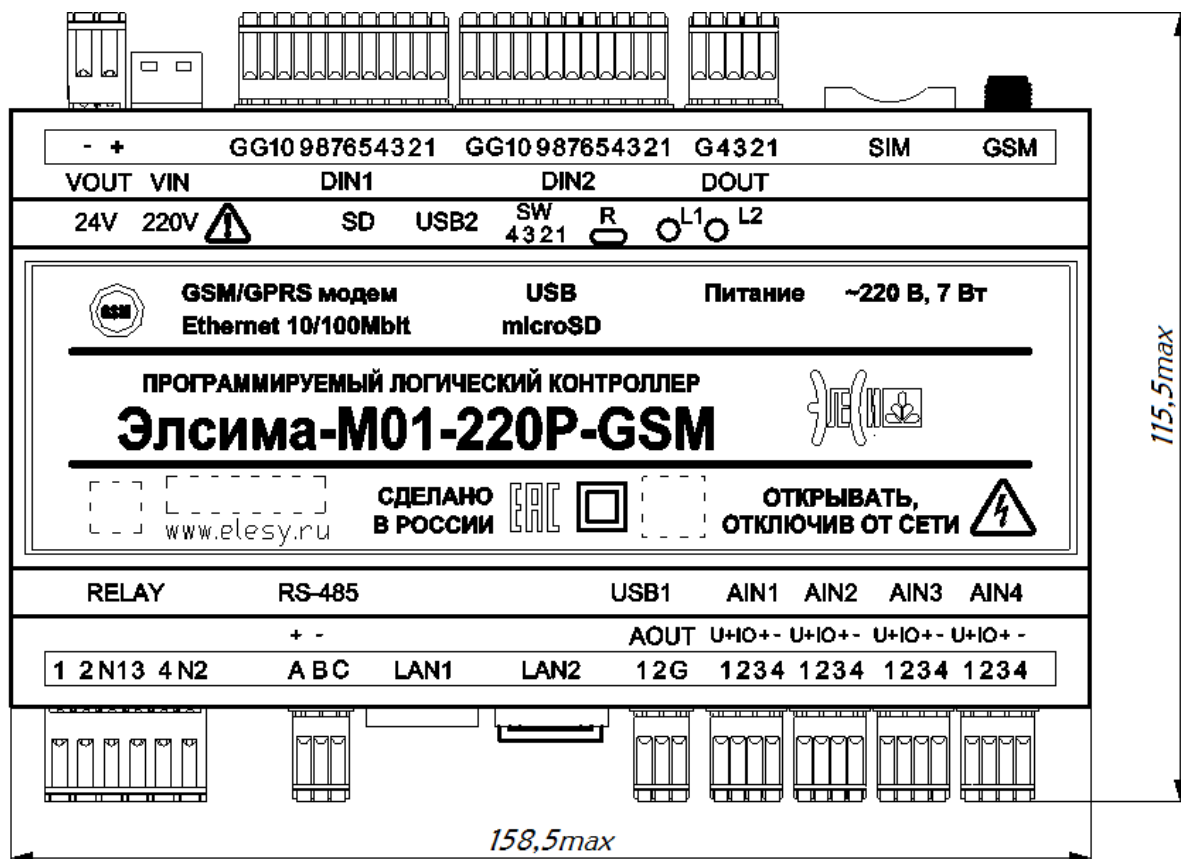 - +
GG10 987654321 GG10 987654321 G4321 SIM GSM
VOUT VIN DIN1 DIN2 DOUT
24V 220V SD USB2 SW 4321 R L1 L2
GSM
GSM/GPRS модем USB Питание ~220 В, 7 Вт
Ethernet 10/100Mbit microSD
ПРОГРАММИРУЕМЫЙ ЛОГИЧЕСКИЙ КОНТРОЛЛЕР
Элсима-М01-220P-GSM
ЭЛЕСИ
СДЕЛАНО
В РОССИИ
EAC
ОТКРЫВАТЬ,
ОТКЛЮЧИВ ОТ СЕТИ
www.elesy.ru
RELAY RS-485 USB1 AIN1 AIN2 AIN3 AIN4
+ - AOUT U+IO+- U+IO+- U+IO+- U+IO+-
1 2 N1 3 4 N2 A B C LAN1 LAN2 12G 1234 1234 1234 1234
115,5max
158,5max